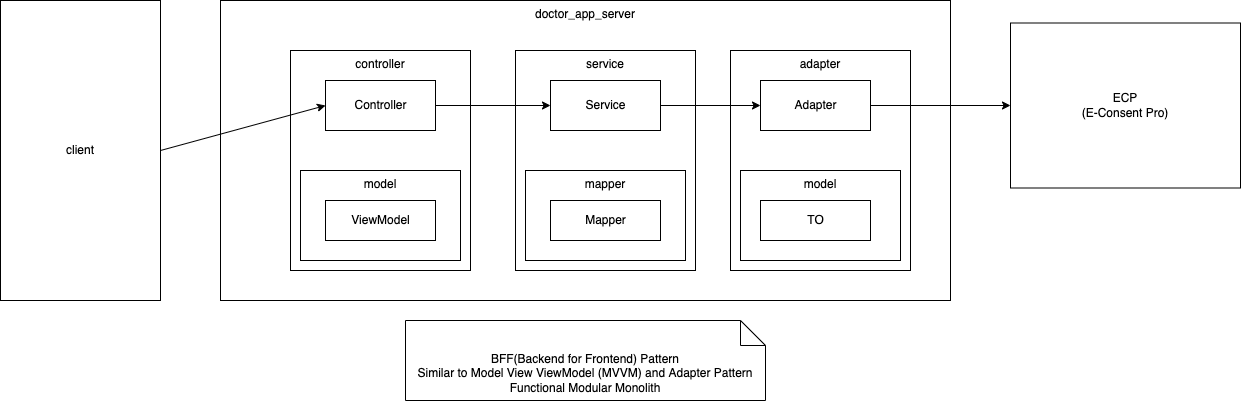 doctor_app_server
client
controller
Controller
model
ViewModel
service
Service
mapper
Mapper
adapter
Adapter
model
TO
ECP
(E-Consent Pro)
BFF(Backend for Frontend) Pattern
Similar to Model View ViewModel (MVVM) and Adapter Pattern
Functional Modular Monolith